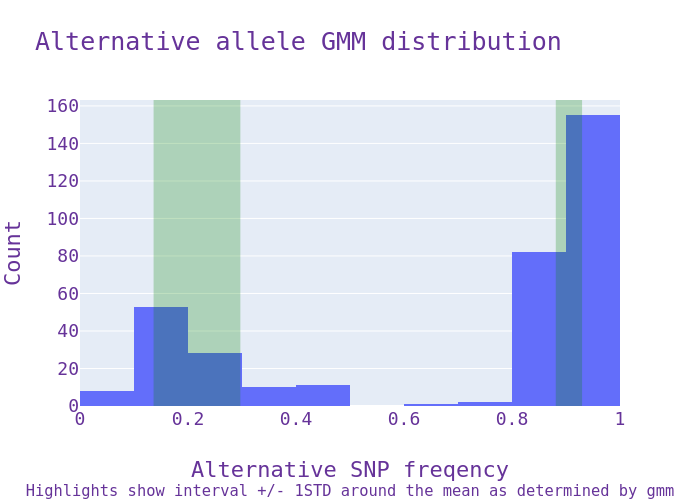 Alternative allele GMM distribution
160
140
120
100
80
60
40
20
0
Count
0 0.2 0.4 0.6 0.8 1
Alternative SNP freqency
Highlights show interval +/- 1STD around the mean as determined by gmm